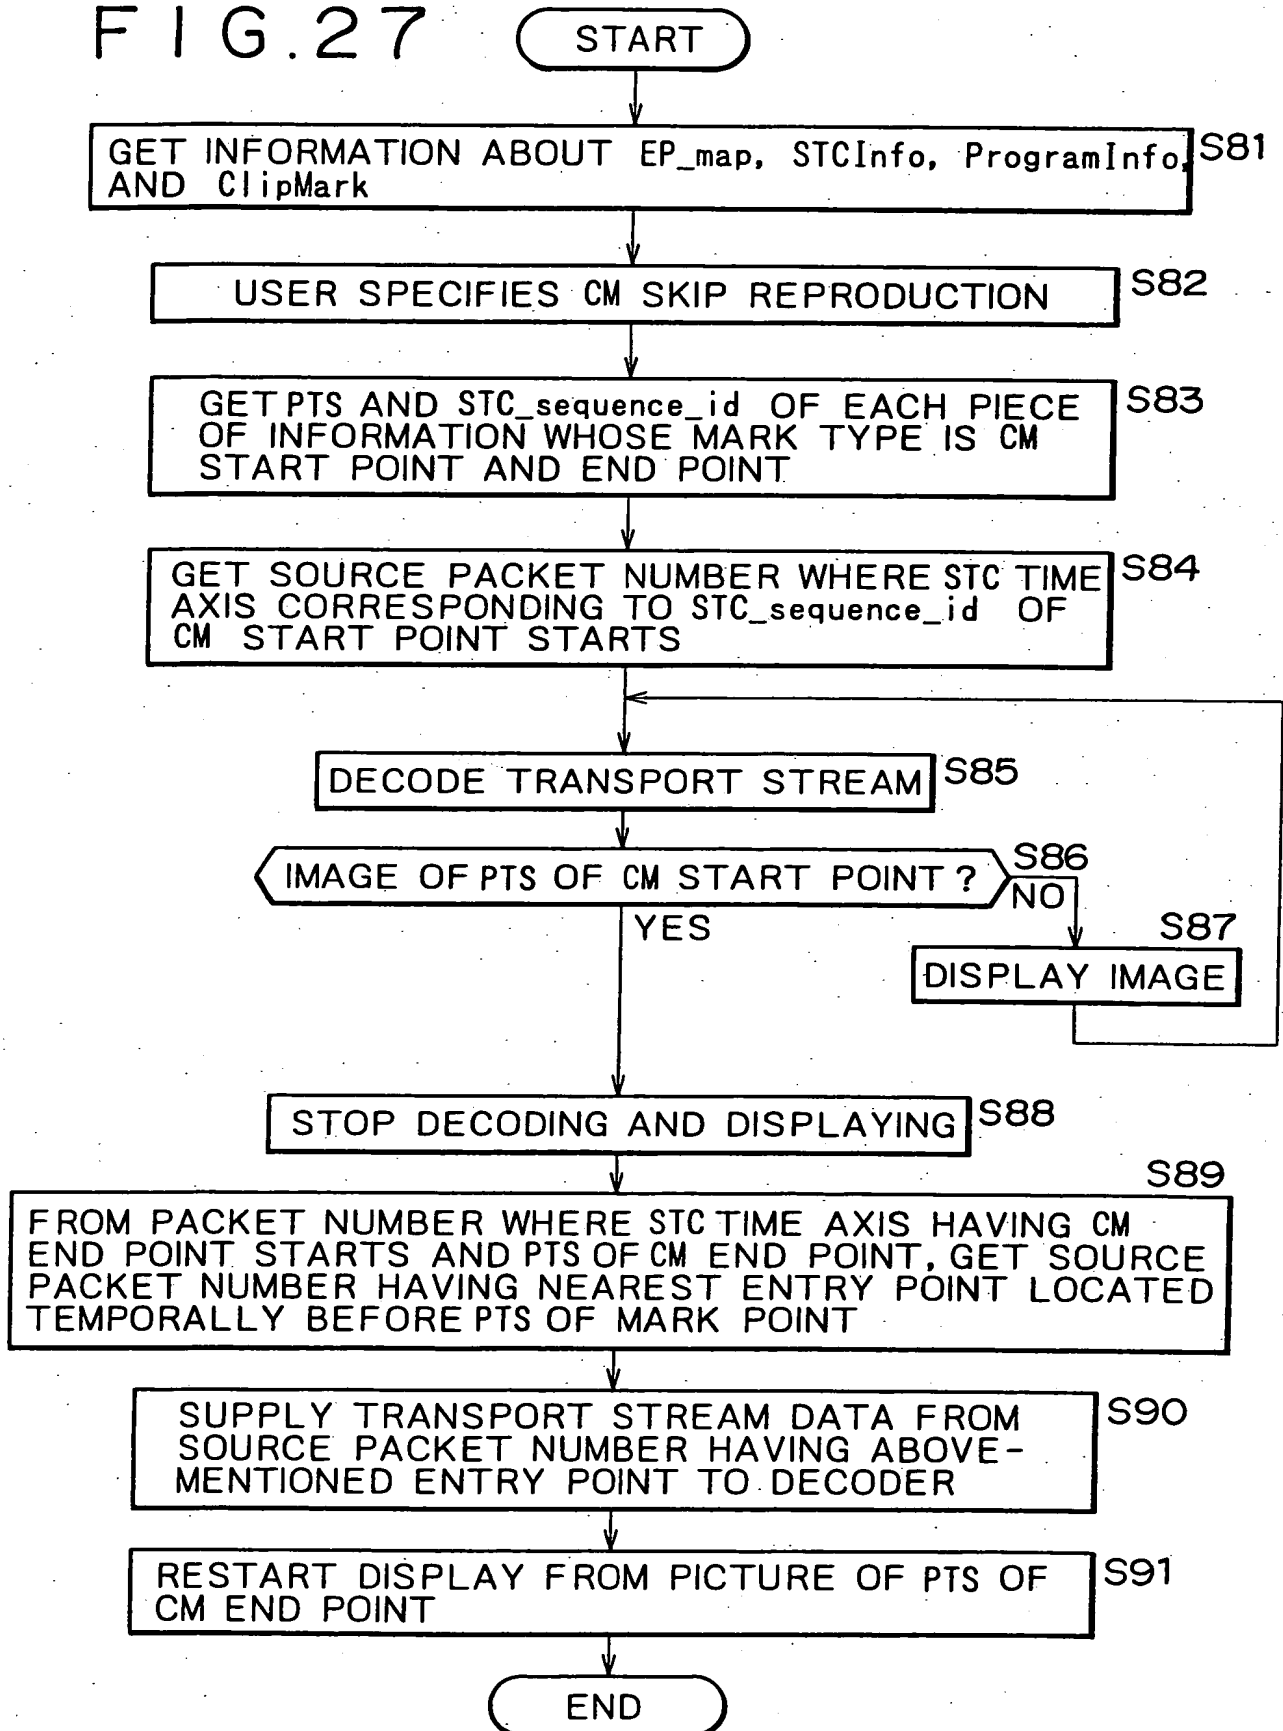 FIG.27
START
GET INFORMATION ABOUT EP_map, STCInfo, ProgramInfo,
AND ClipMark
S81
USER SPECIFIES CM SKIP REPRODUCTION
S82
GET PTS AND STC_sequence_id OF EACH PIECE
OF INFORMATION WHOSE MARK TYPE IS CM
START POINT AND END POINT
S83
GET SOURCE PACKET NUMBER WHERE STC TIME
AXIS CORRESPONDING TO STC_sequence_id OF
CM START POINT STARTS
S84
DECODE TRANSPORT STREAM
S85
IMAGE OF PTS OF CM START POINT ?
S86
NO
YES
S87
DISPLAY IMAGE
STOP DECODING AND DISPLAYING
S88
S89
FROM PACKET NUMBER WHERE STC TIME AXIS HAVING CM
END POINT STARTS AND PTS OF CM END POINT, GET SOURCE
PACKET NUMBER HAVING NEAREST ENTRY POINT LOCATED
TEMPORALLY BEFORE PTS OF MARK POINT
SUPPLY TRANSPORT STREAM DATA FROM
SOURCE PACKET NUMBER HAVING ABOVE-
MENTIONED ENTRY POINT TO DECODER
S90
RESTART DISPLAY FROM PICTURE OF PTS OF
CM END POINT
S91
END